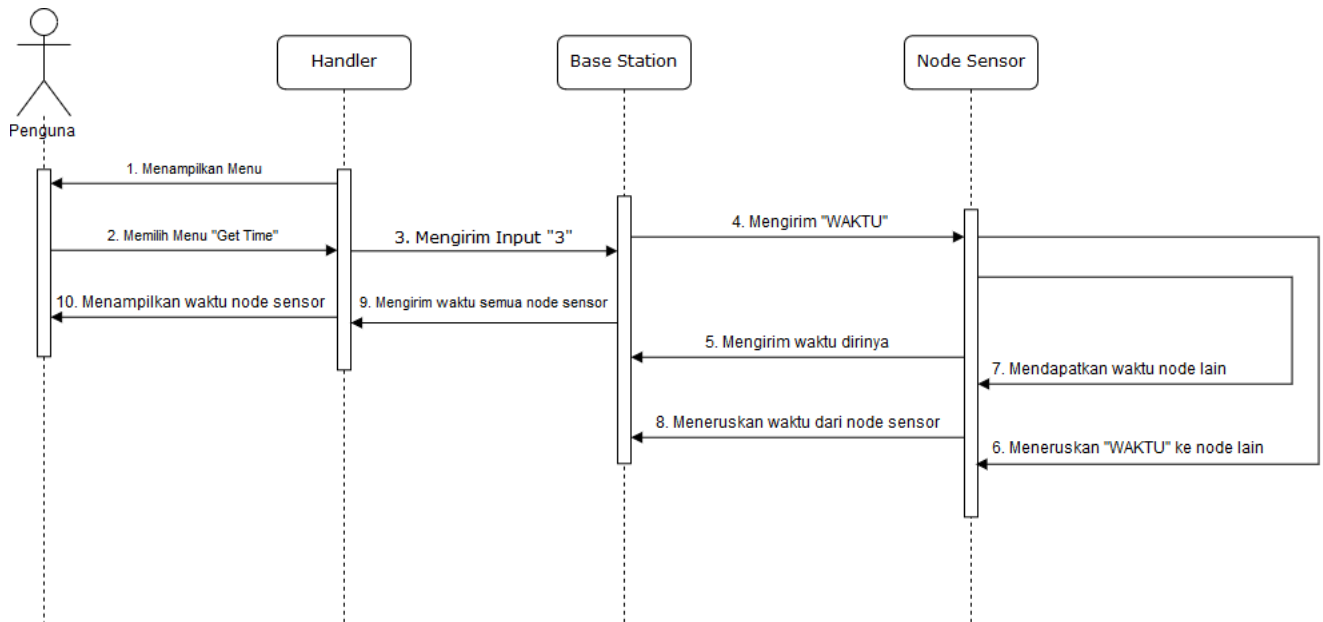 Handler
Base Station
Node Sensor
Penguna
1. Menampilkan Menu
2. Memilih Menu "Get Time"
3. Mengirim Input "3"
4. Mengirim "WAKTU"
10. Menampilkan waktu node sensor
9. Mengirim waktu semua node sensor
5. Mengirim waktu dirinya
7. Mendapatkan waktu node lain
8. Meneruskan waktu dari node sensor
6. Meneruskan "WAKTU" ke node lain